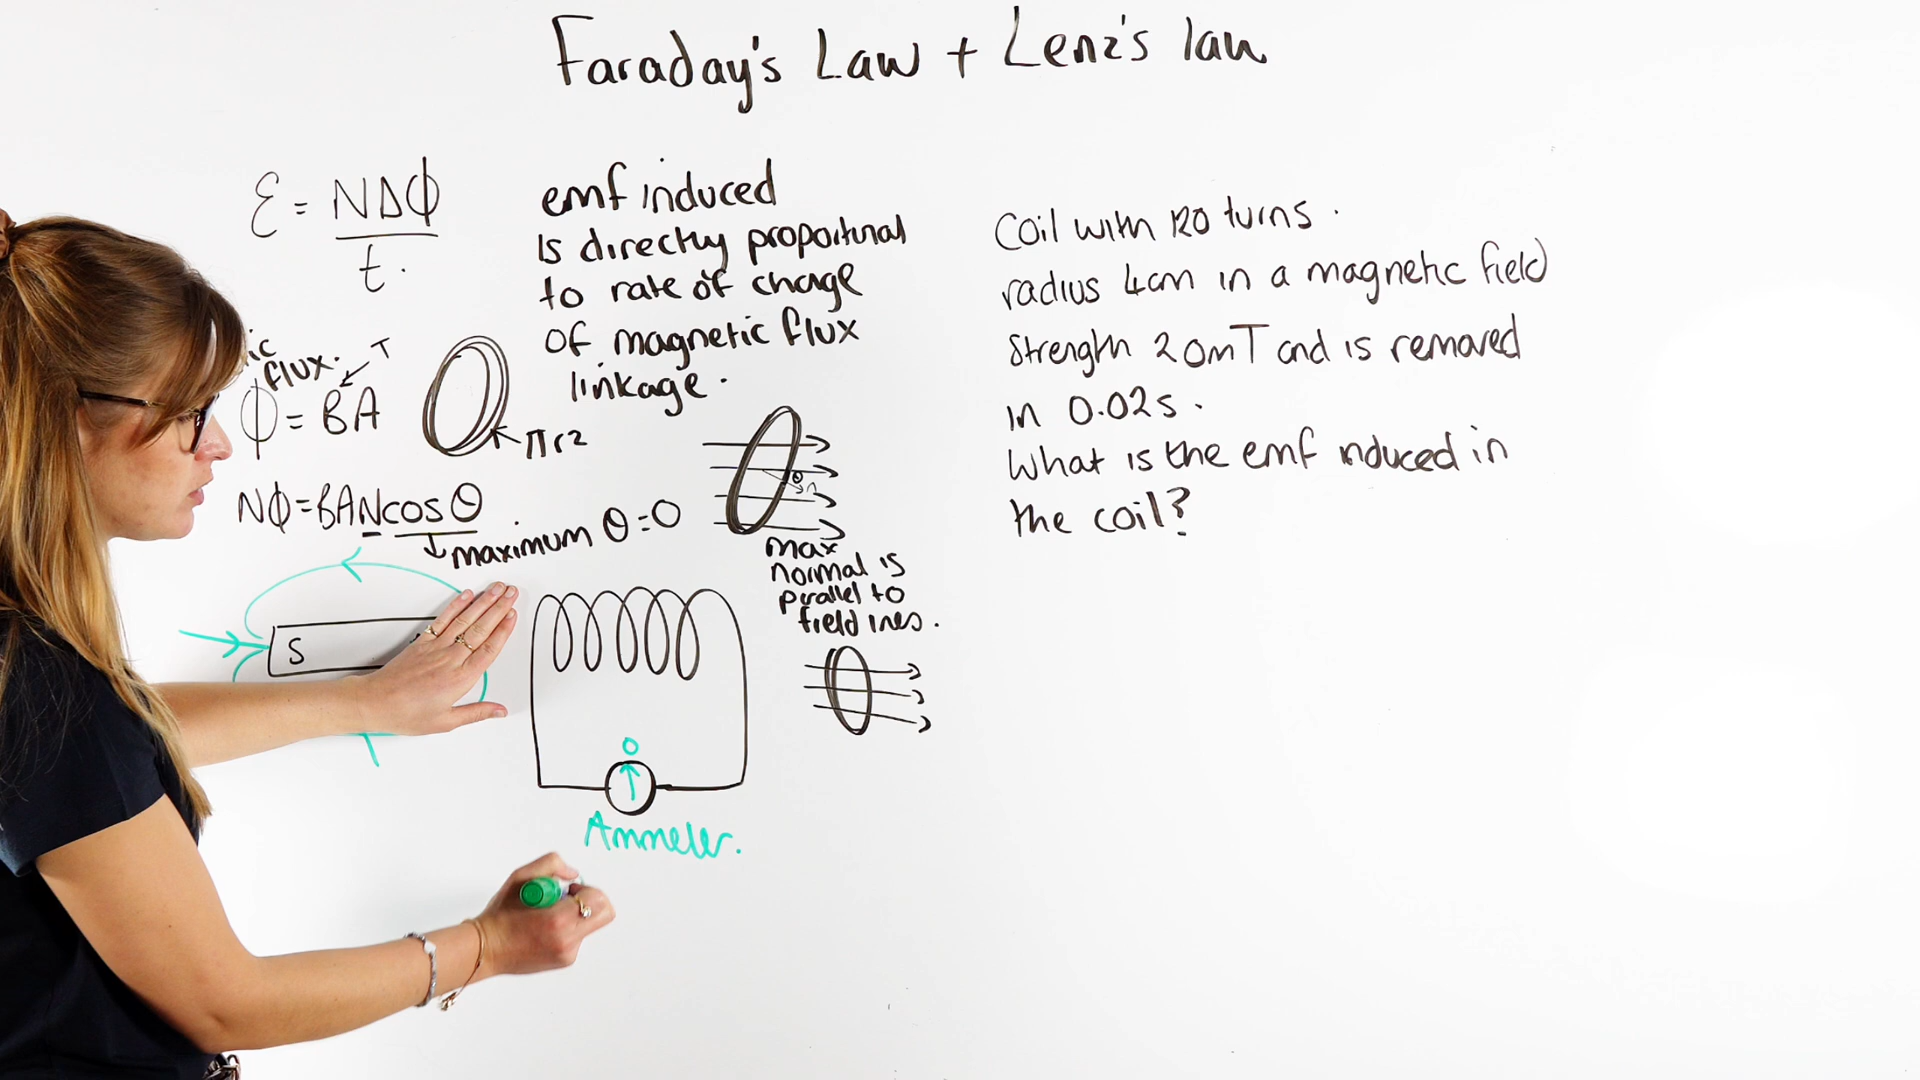 Faraday's Law + Lenz's law
ε = NΔΦ
t.
emf induced
is directly proportional
to rate of change
of magnetic flux
linkage.
flux.
T
Φ = BA
πr2
NΦ=BANcos θ
maximum θ=0
θ
n
max
normal is
parallel to
field lines.
S
0
Ammeter.
Coil with 120 turns.
radius 4cm in a magnetic field
strength 20mT and is removed
in 0.02s.
What is the emf induced in
the coil?